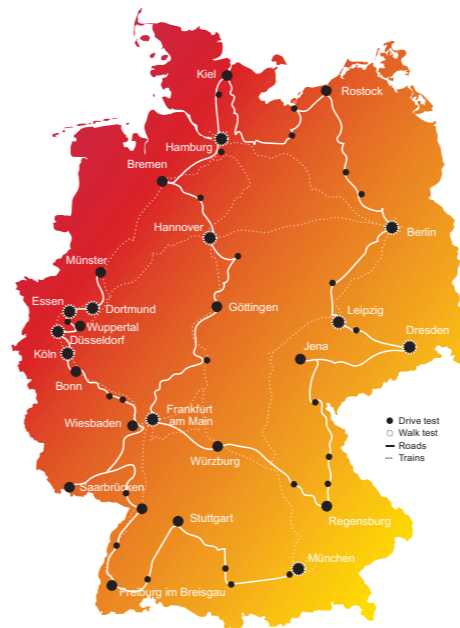 Kiel
Rostock
Hamburg
Bremen
Hannover
Berlin
Münster
Essen
Dortmund
Göttingen
Leipzig
Wuppertal
Düsseldorf
Dresden
Köln
Jena
Bonn
Frankfurt
am Main
Wiesbaden
Drive test
Walk test
Roads
Trains
Würzburg
Saarbrücken
Stuttgart
Regensburg
München
Freiburg im Breisgau